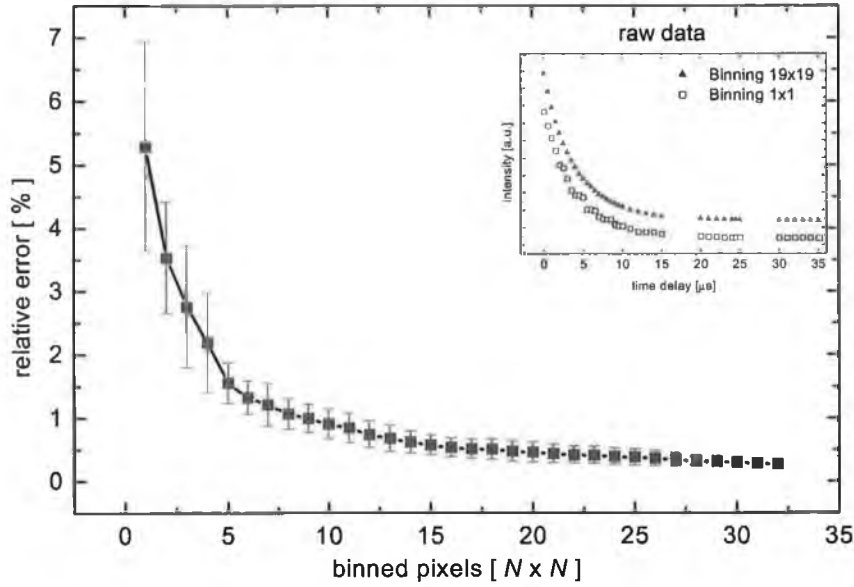 raw data
Binning 19x19
Binning 1x1
intensity [a.u.]
0 5 10 15 20 25 30 35
time delay [µs]
7
6
5
4
3
2
1
0
relative error [ % ]
0 5 10 15 20 25 30 35
binned pixels [ N x N ]